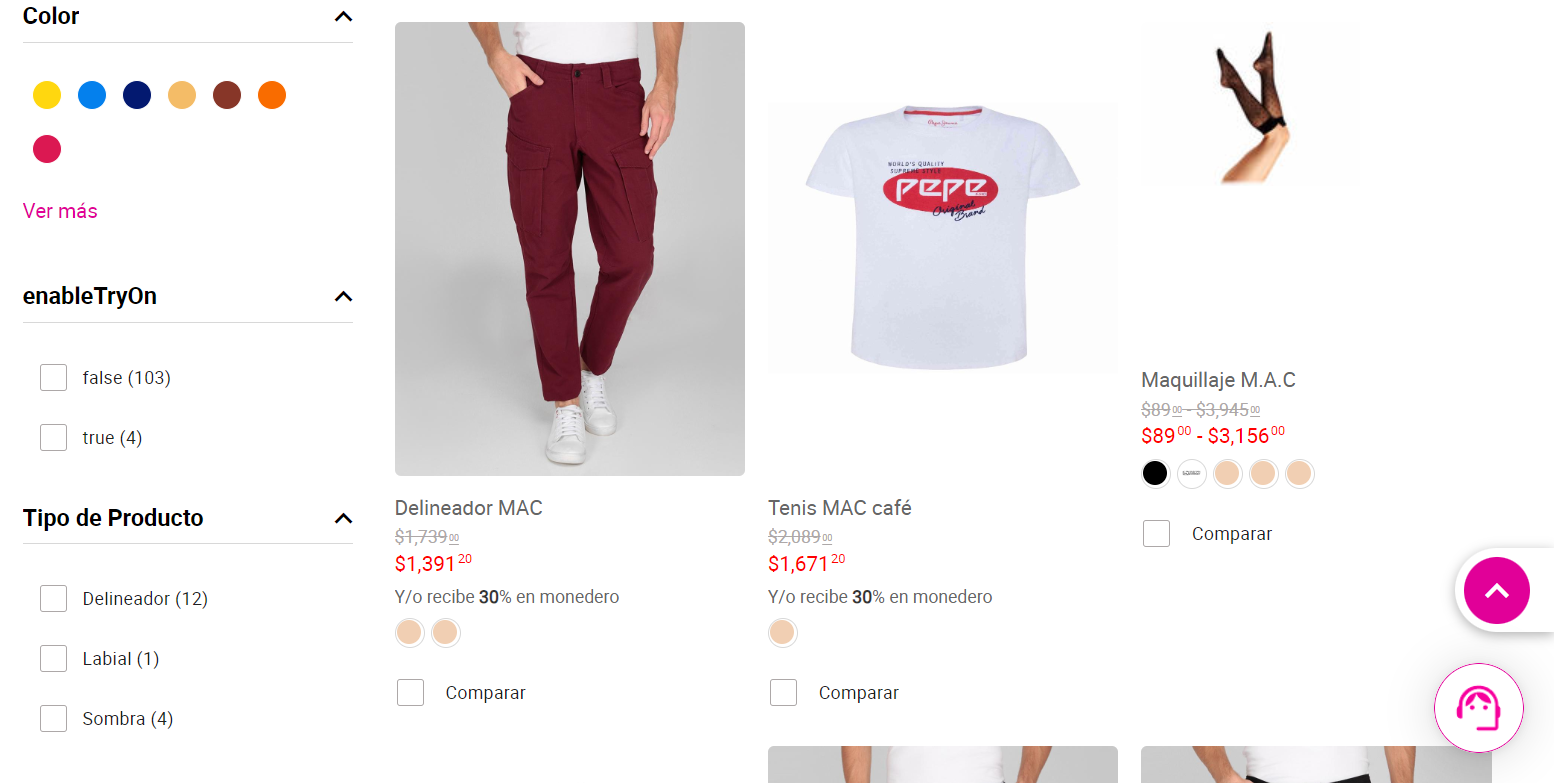 Color
Ver más
enableTryOn
false (103)
true (4)
Tipo de Producto
Delineador (12)
Labial (1)
Sombra (4)
Delineador MAC
$1,739.00
$1,391.20
Y/o recibe 30% en monedero
Comparar
Pepe Jeans
WORLD'S QUALITY
SUPREME STYLE
PEPE
Original
Brand
Tenis MAC café
$2,089.00
$1,671.20
Y/o recibe 30% en monedero
Comparar
Maquillaje M.A.C
$89.00 - $3,945.00
$89.00 - $3,156.00
Comparar